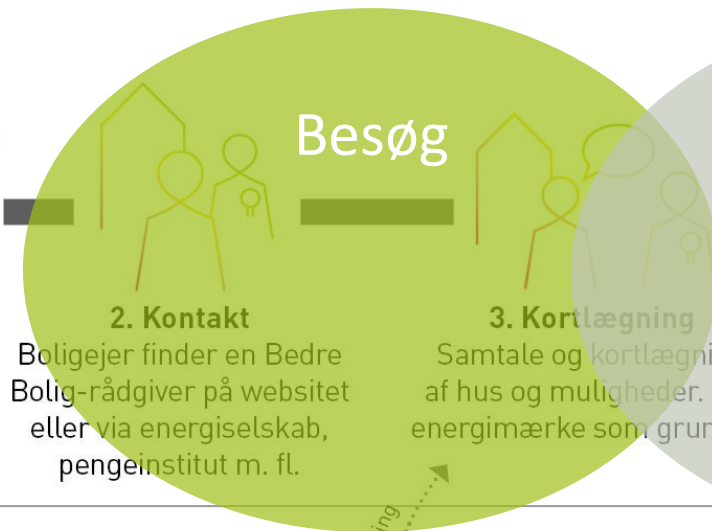 Besøg
2. Kontakt
Boligejer finder en Bedre
Bolig-rådgiver på websitet
eller via energiselskab,
pengeinstitut m. fl.
3. Kortlægning
Samtale og kortlægni
af hus og muligheder.
energimærke som grun
ing